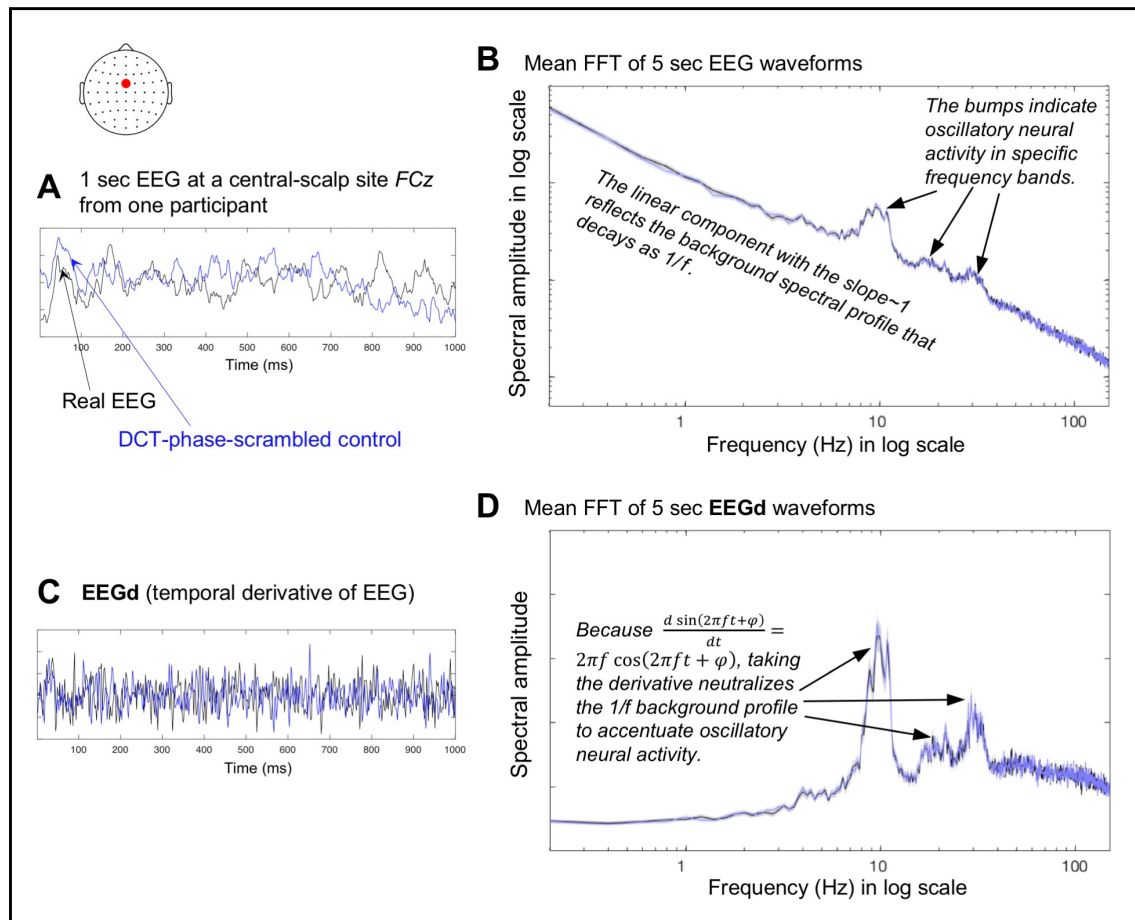 A 1 sec EEG at a central-scalp site FCz
from one participant
100 200 300 400 500 600 700 800 900 1000
Time (ms)
Real EEG
DCT-phase-scrambled control
B Mean FFT of 5 sec EEG waveforms
Specrral amplitude in log scale
The bumps indicate
oscillatory neural
activity in specific
frequency bands.
The linear component with the slope~1
reflects the background spectral profile that
decays as 1/f.
1 10 100
Frequency (Hz) in log scale
C EEGd (temporal derivative of EEG)
100 200 300 400 500 600 700 800 900 1000
Time (ms)
D Mean FFT of 5 sec EEGd waveforms
Spectral amplitude
Because d sin(2πft+φ)/dt =
2πf cos(2πft + φ), taking
the derivative neutralizes
the 1/f background profile
to accentuate oscillatory
neural activity.
1 10 100
Frequency (Hz) in log scale